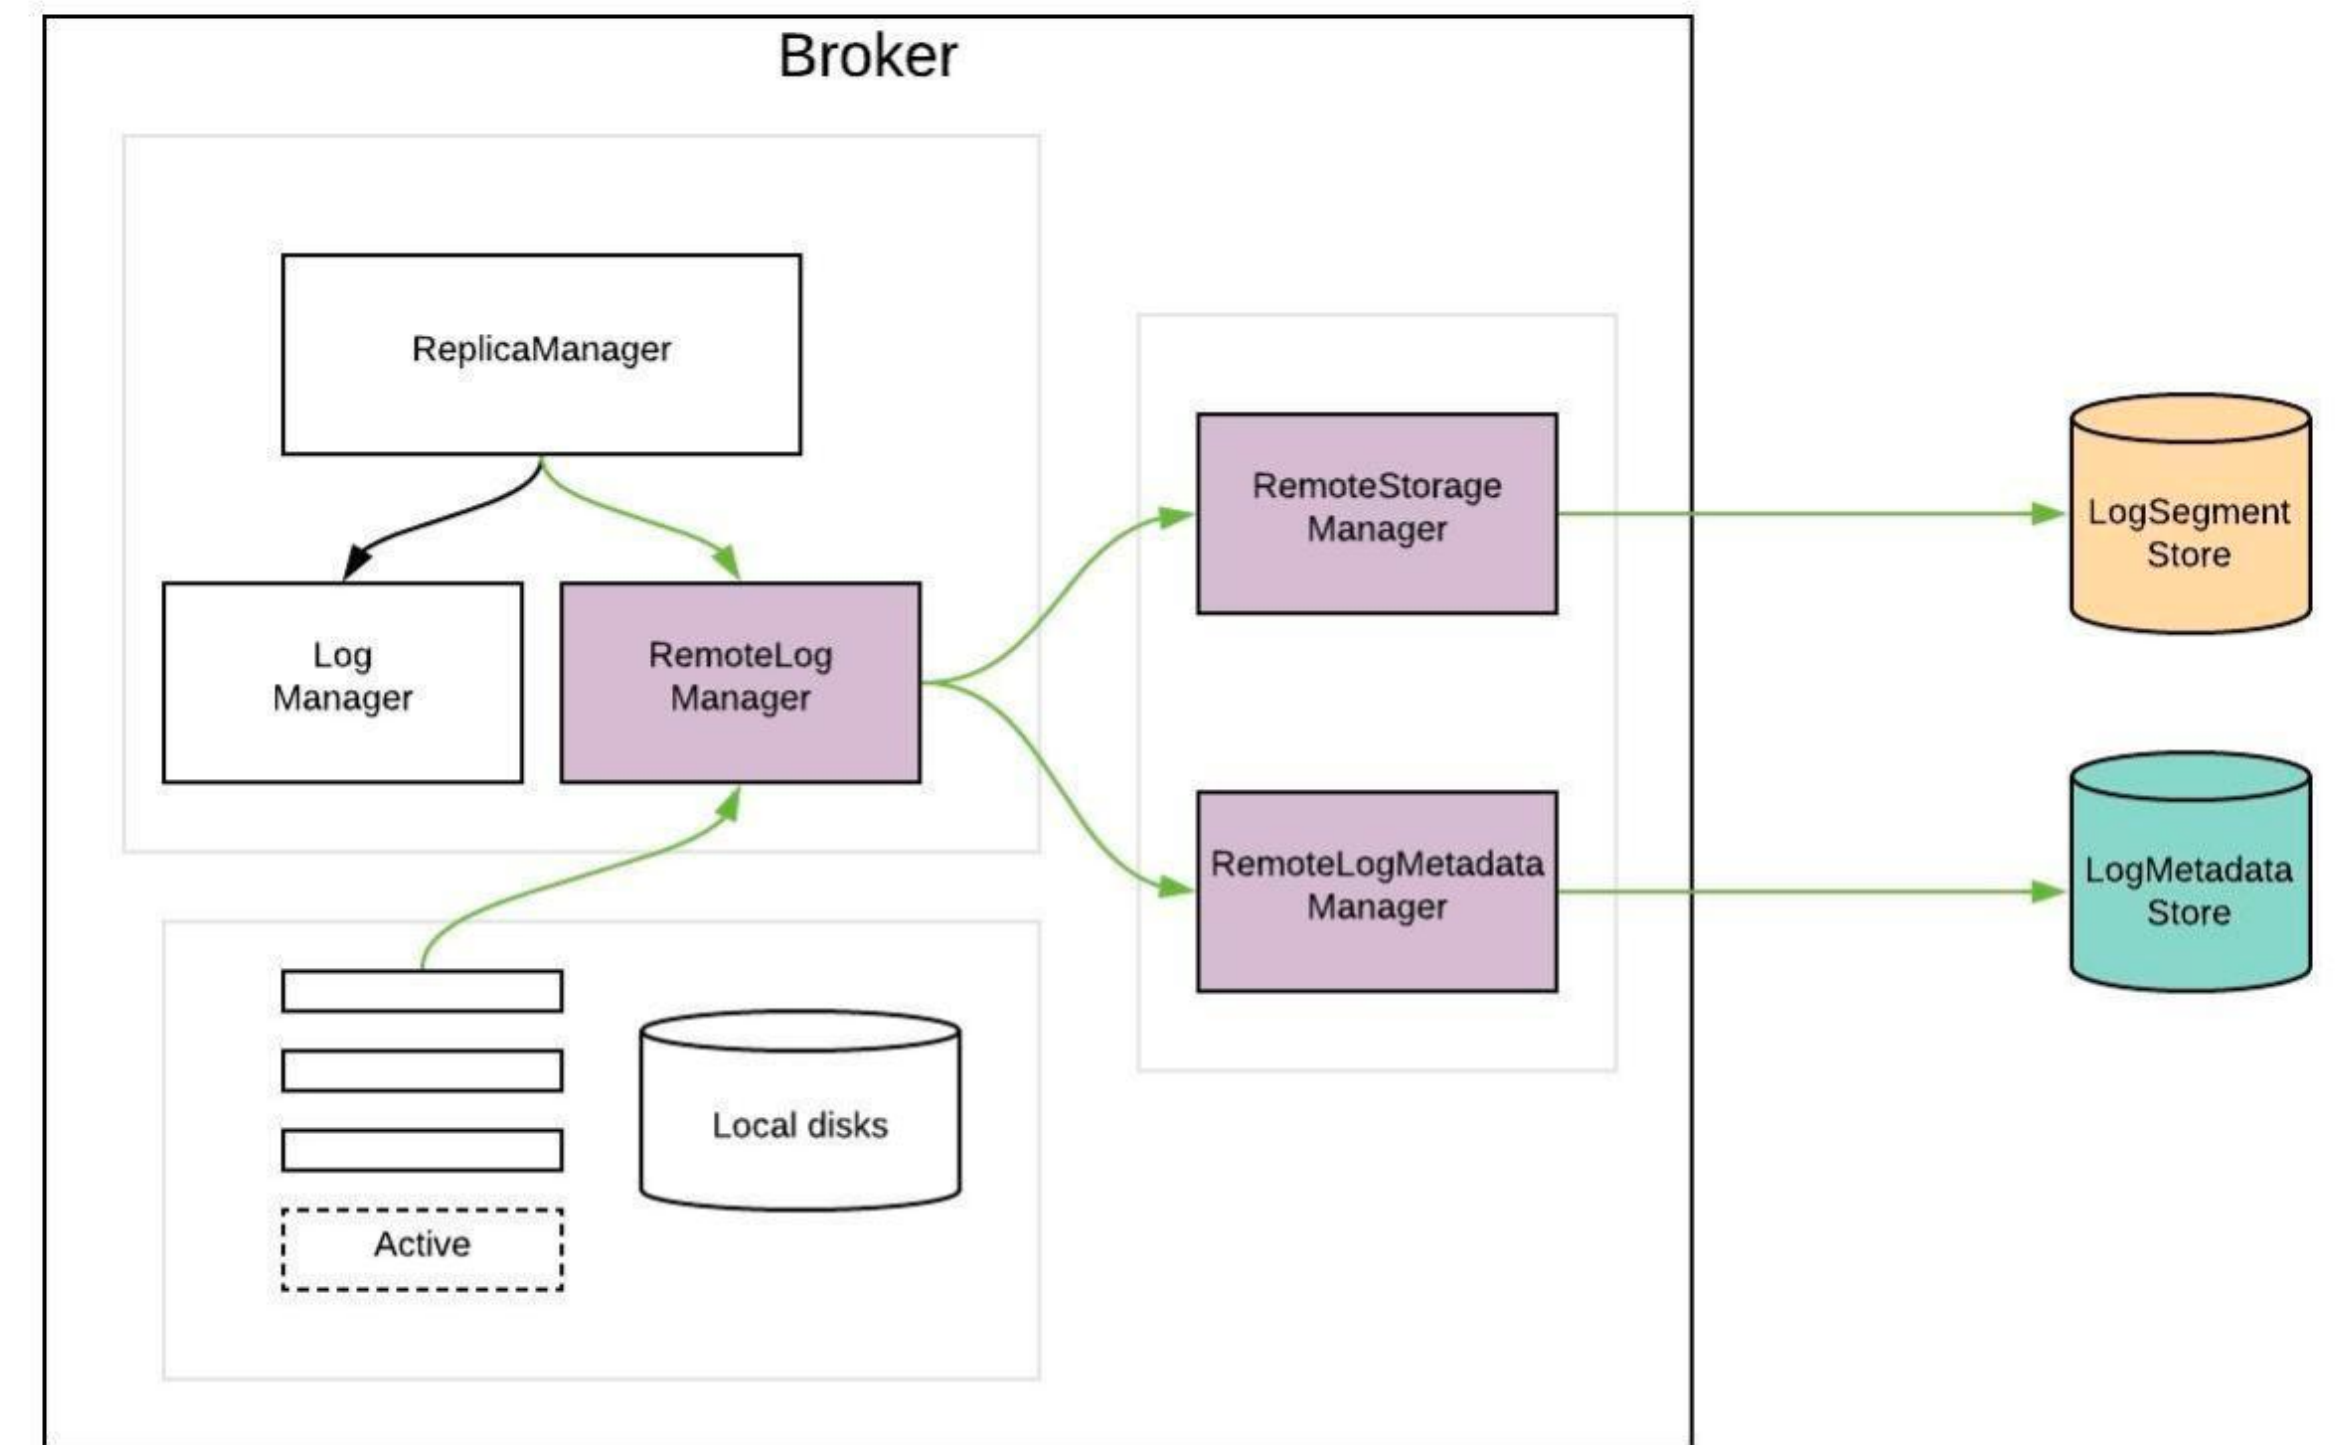 Broker
ReplicaManager
Log
Manager
RemoteLog
Manager
RemoteStorage
Manager
RemoteLogMetadata
Manager
LogSegment
Store
LogMetadata
Store
Local disks
Active